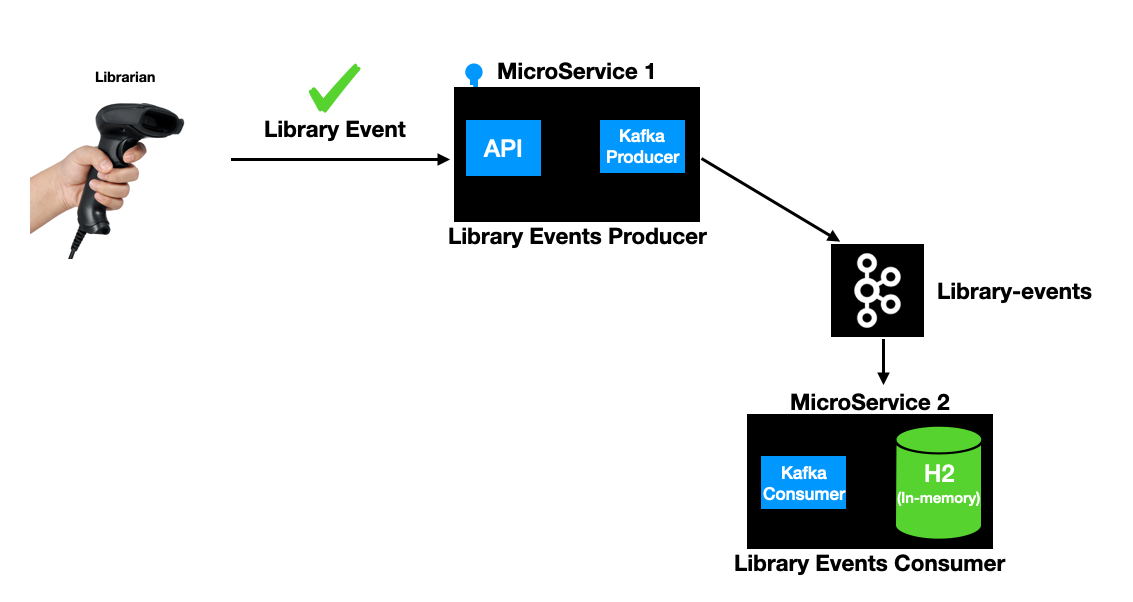 Librarian
Library Event
MicroService 1
API
Kafka
Producer
Library Events Producer
Library-events
MicroService 2
Kafka
Consumer
H2
(In-memory)
Library Events Consumer